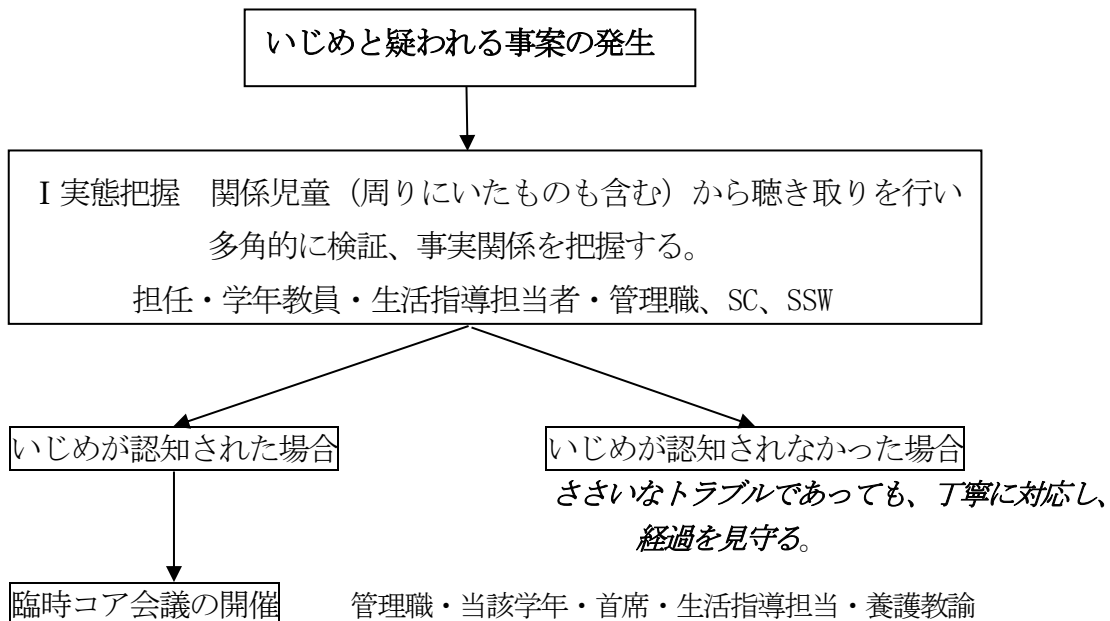 いじめと疑われる事案の発生
Ⅰ実態把握　関係児童（周りにいたものも含む）から聴き取りを行い
多角的に検証、事実関係を把握する。
担任・学年教員・生活指導担当者・管理職、SC、SSW
いじめが認知された場合
いじめが認知されなかった場合
ささいなトラブルであっても、丁寧に対応し、
経過を見守る。
臨時コア会議の開催　　管理職・当該学年・首席・生活指導担当・養護教諭